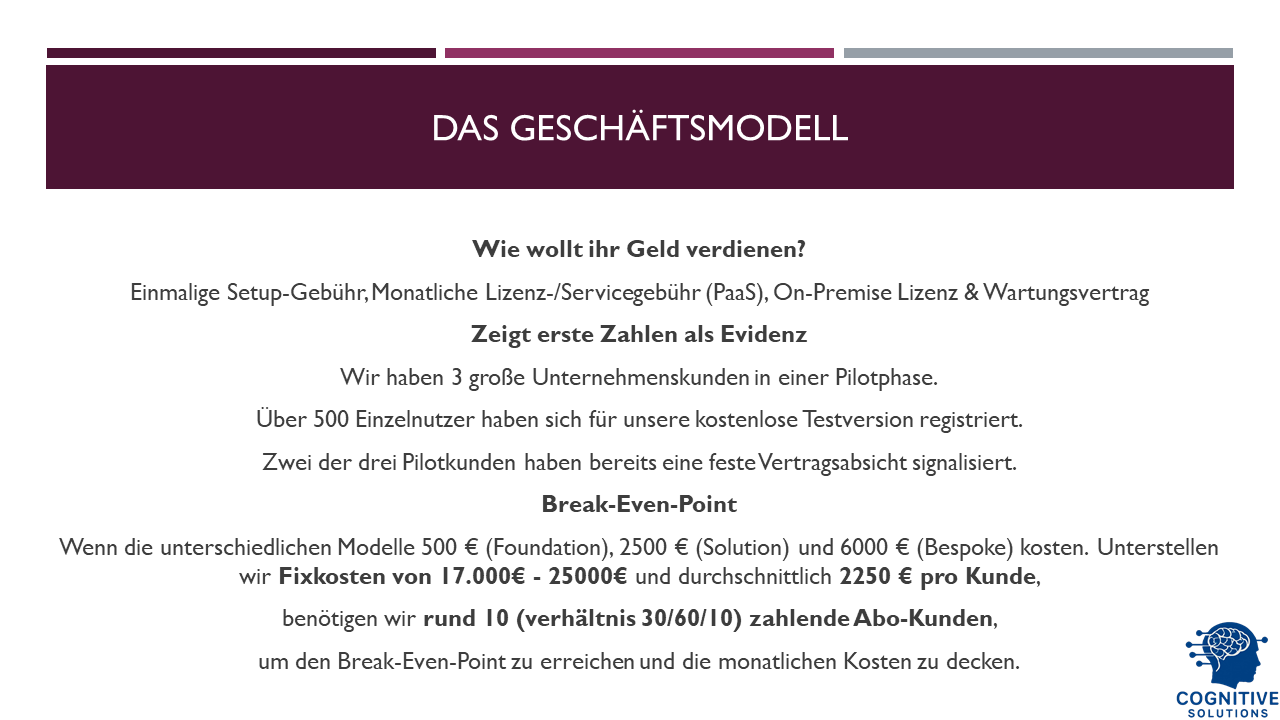 DAS GESCHÄFTSMODELL
Wie wollt ihr Geld verdienen?
Einmalige Setup-Gebühr, Monatliche Lizenz-/Servicegebühr (PaaS), On-Premise Lizenz & Wartungsvertrag
Zeigt erste Zahlen als Evidenz
Wir haben 3 große Unternehmenskunden in einer Pilotphase.
Über 500 Einzelnutzer haben sich für unsere kostenlose Testversion registriert.
Zwei der drei Pilotkunden haben bereits eine feste Vertragsabsicht signalisiert.
Break-Even-Point
Wenn die unterschiedlichen Modelle 500 € (Foundation), 2500 € (Solution) und 6000 € (Bespoke) kosten. Unterstellen
wir Fixkosten von 17.000€ - 25000€ und durchschnittlich 2250 € pro Kunde,
benötigen wir rund 10 (verhältnis 30/60/10) zahlende Abo-Kunden,
um den Break-Even-Point zu erreichen und die monatlichen Kosten zu decken.
COGNITIVE
SOLUTIONS